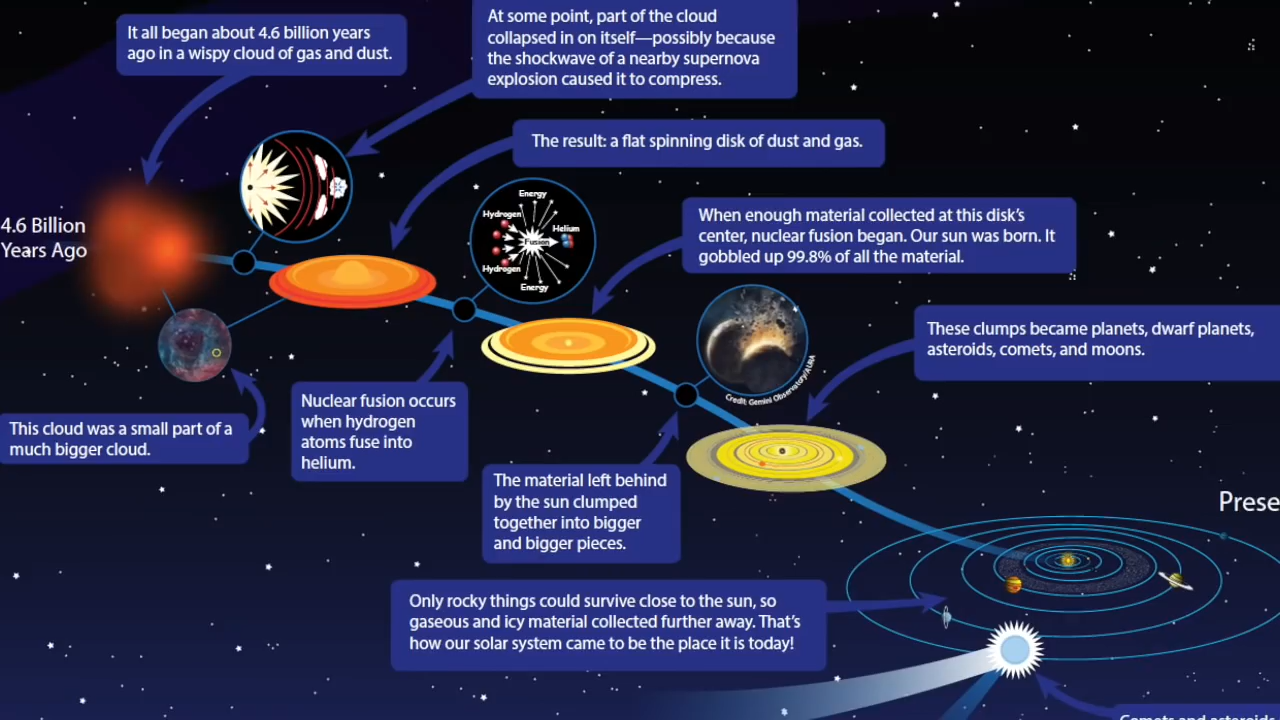 It all began about 4.6 billion years
ago in a wispy cloud of gas and dust.
At some point, part of the cloud
collapsed in on itself—possibly because
the shockwave of a nearby supernova
explosion caused it to compress.
The result: a flat spinning disk of dust and gas.
4.6 Billion
Years Ago
Energy
Hydrogen
Helium
Fusion
Hydrogen
Energy
When enough material collected at this disk's
center, nuclear fusion began. Our sun was born. It
gobbled up 99.8% of all the material.
These clumps became planets, dwarf planets,
asteroids, comets, and moons.
Credit: Gemini Observatory/AURA
This cloud was a small part of a
much bigger cloud.
Nuclear fusion occurs
when hydrogen
atoms fuse into
helium.
The material left behind
by the sun clumped
together into bigger
and bigger pieces.
Prese
Only rocky things could survive close to the sun, so
gaseous and icy material collected further away. That's
how our solar system came to be the place it is today!
Comets and asteroids